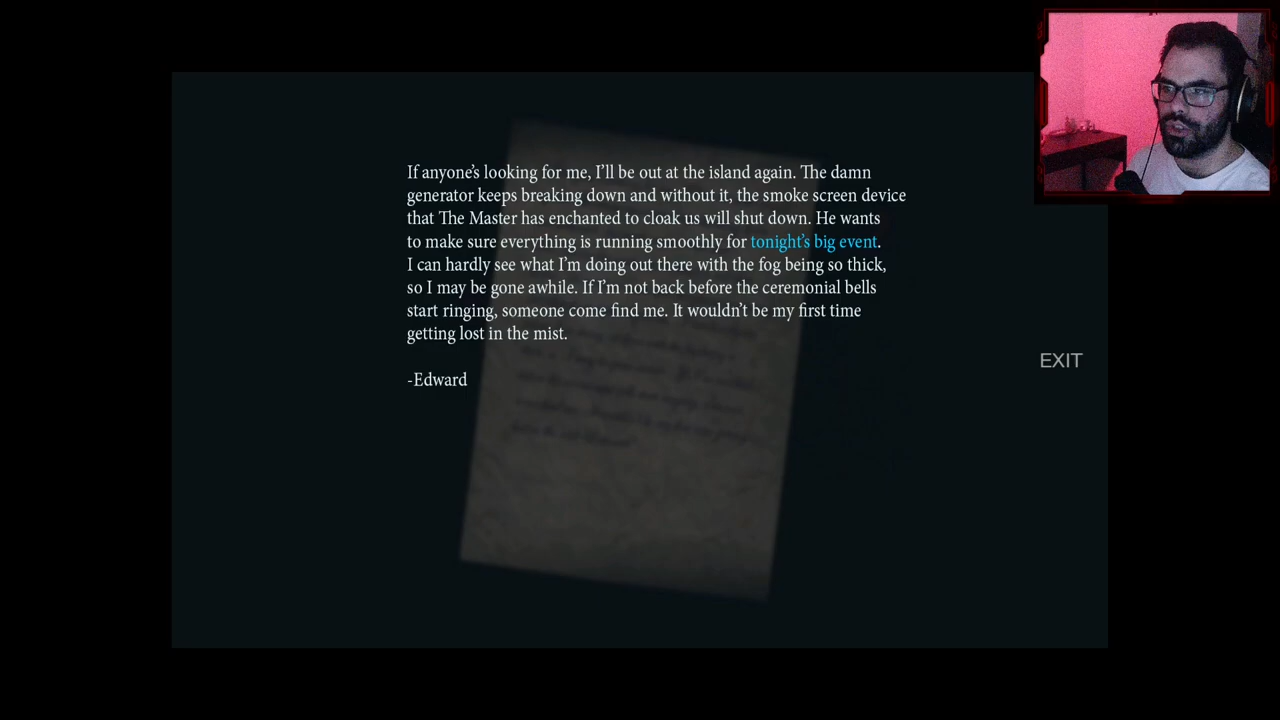 If anyone's looking for me, I'll be out at the island again. The damn
generator keeps breaking down and without it, the smoke screen device
that The Master has enchanted to cloak us will shut down. He wants
to make sure everything is running smoothly for tonight's big event.
I can hardly see what I'm doing out there with the fog being so thick,
so I may be gone awhile. If I'm not back before the ceremonial bells
start ringing, someone come find me. It wouldn't be my first time
getting lost in the mist.
-Edward
EXIT